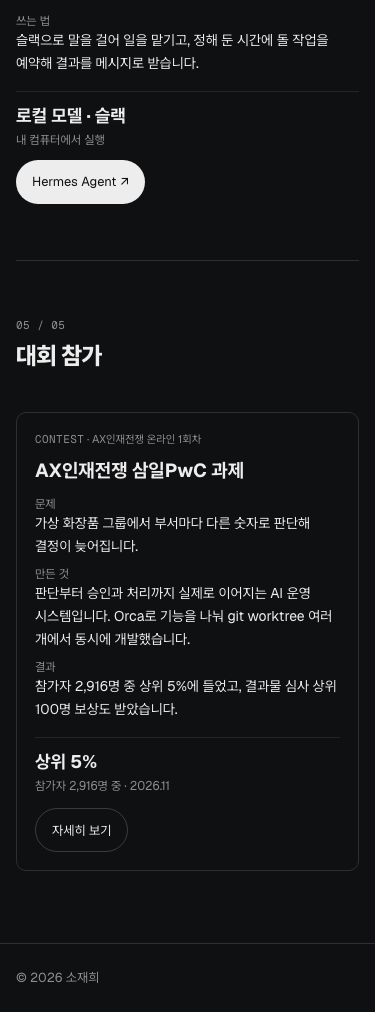 쓰는 법
슬랙으로 말을 걸어 일을 맡기고, 정해 둔 시간에 돌 작업을
예약해 결과를 메시지로 받습니다.
로컬 모델 · 슬랙
내 컴퓨터에서 실행
Hermes Agent ↗
05 / 05
대회 참가
CONTEST · AX인재전쟁 온라인 1회차
AX인재전쟁 삼일PwC 과제
문제
가상 화장품 그룹에서 부서마다 다른 숫자로 판단해
결정이 늦어집니다.
만든 것
판단부터 승인과 처리까지 실제로 이어지는 AI 운영
시스템입니다. Orca로 기능을 나눠 git worktree 여러
개에서 동시에 개발했습니다.
결과
참가자 2,916명 중 상위 5%에 들었고, 결과물 심사 상위
100명 보상도 받았습니다.
상위 5%
참가자 2,916명 중 · 2026.11
자세히 보기
© 2026 소재희